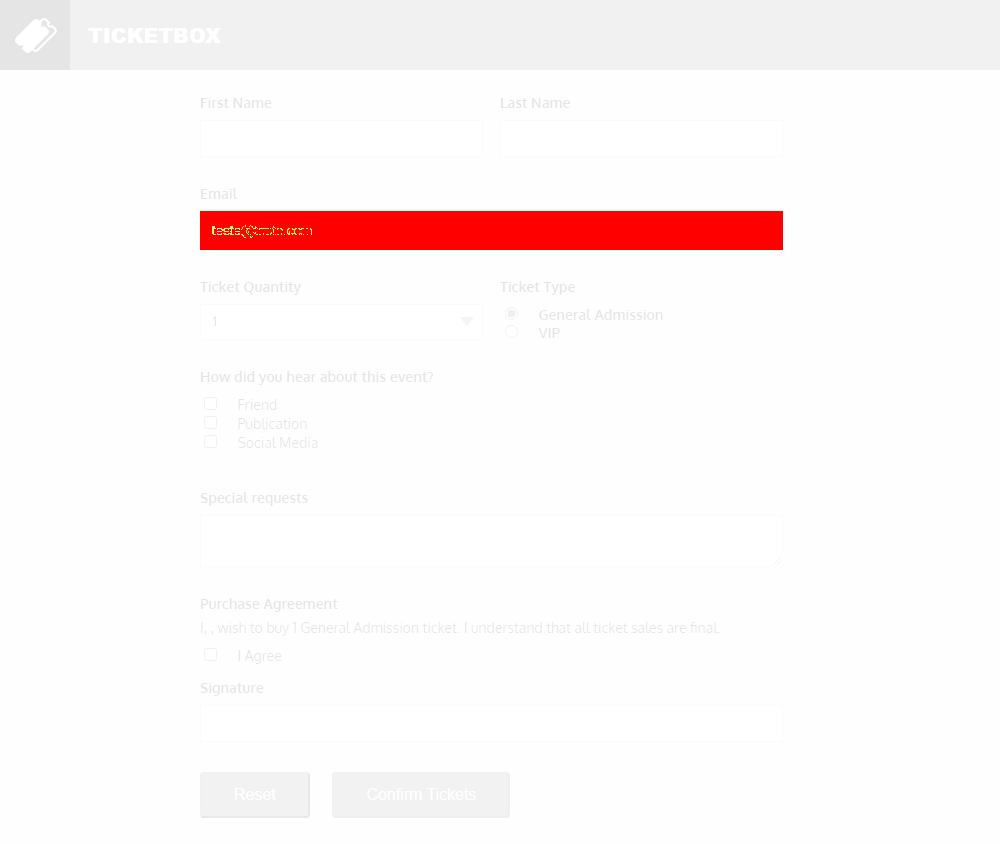 TICKETBOX
First Name Last Name
Email
Ticket Quantity Ticket Type
1 General Admission
VIP
How did you hear about this event?
Friend
Publication
Social Media
Special requests
Purchase Agreement
I, , wish to buy 1 General Admission ticket. I understand that all ticket sales are final.
I Agree
Signature
Reset Confirm Tickets